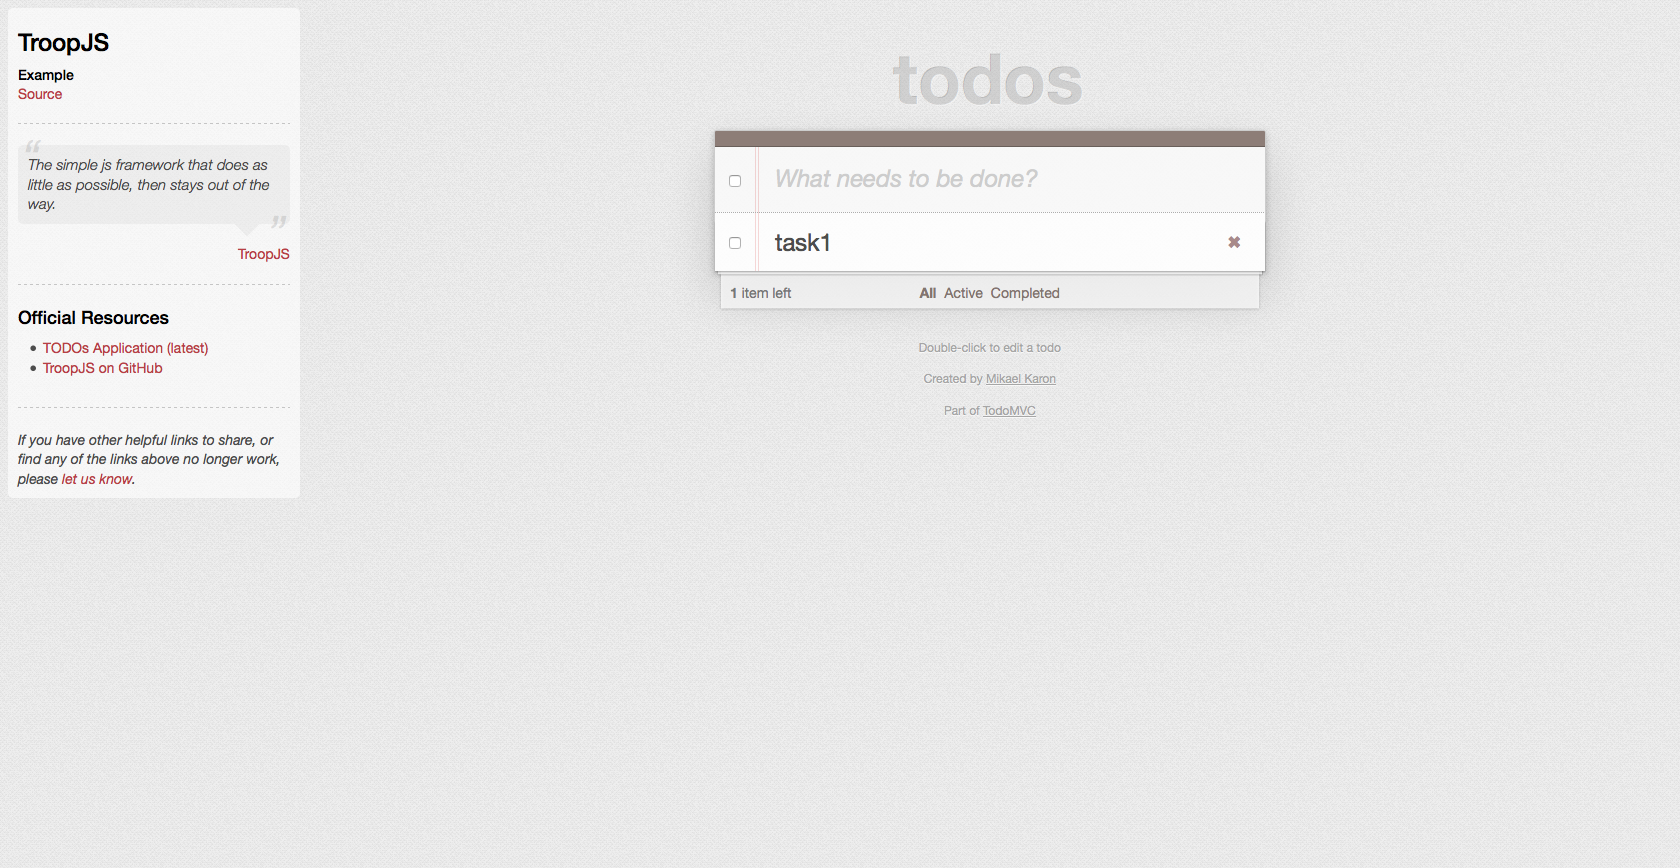 TroopJS
Example
Source
“
The simple js framework that does as
little as possible, then stays out of the
way.
”
TroopJS
Official Resources
• TODOs Application (latest)
• TroopJS on GitHub
If you have other helpful links to share, or
find any of the links above no longer work,
please let us know.
todos
What needs to be done?
task1 ✖
1 item left All Active Completed
Double-click to edit a todo
Created by Mikael Karon
Part of TodoMVC